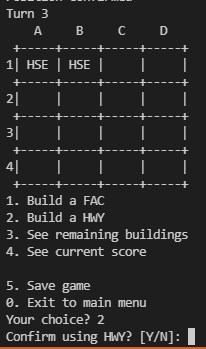 Turn 3
A B C D
+-----+-----+-----+-----+
1| HSE | HSE | | |
+-----+-----+-----+-----+
2| | | | |
+-----+-----+-----+-----+
3| | | | |
+-----+-----+-----+-----+
4| | | | |
+-----+-----+-----+-----+
1. Build a FAC
2. Build a HWY
3. See remaining buildings
4. See current score
5. Save game
0. Exit to main menu
Your choice? 2
Confirm using HWY? [Y/N]: